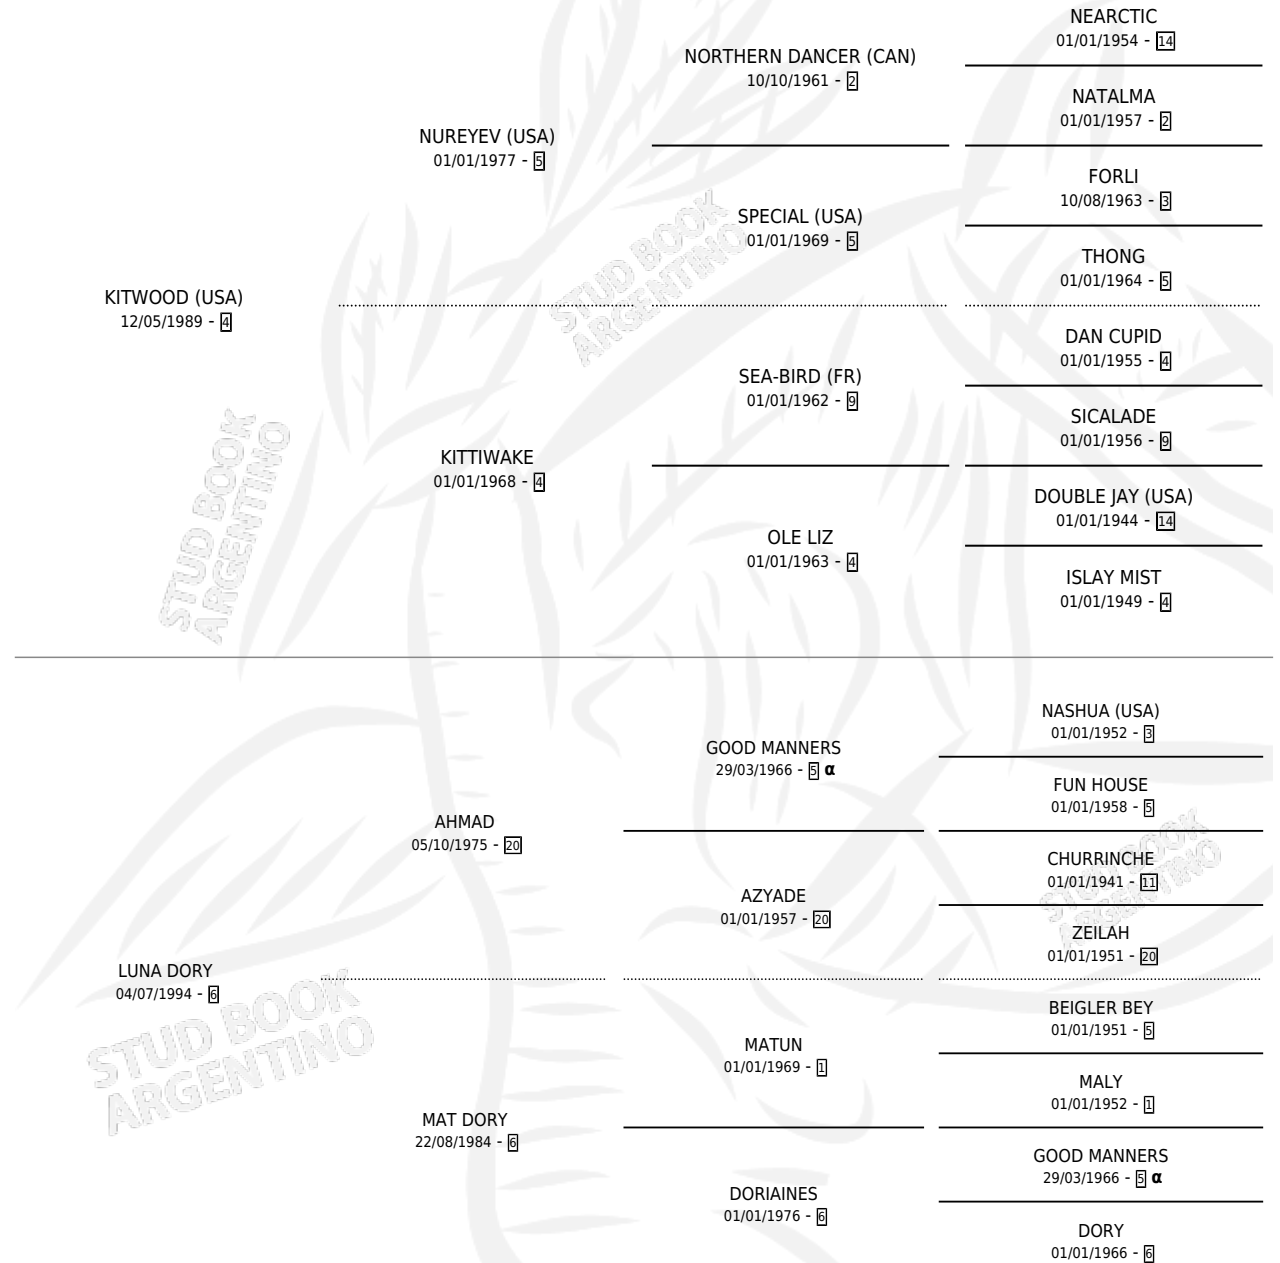 NEARCTIC
01/01/1954 - 14
NORTHERN DANCER (CAN)
10/10/1961 - 2
NATALMA
01/01/1957 - 2
NUREYEV (USA)
01/01/1977 - 5
FORLI
10/08/1963 - 3
SPECIAL (USA)
01/01/1969 - 5
THONG
01/01/1964 - 5
STUD BOOK
ARGENTINO
KITWOOD (USA)
12/05/1989 - 4
DAN CUPID
01/01/1955 - 4
SEA-BIRD (FR)
01/01/1962 - 9
SICALADE
01/01/1956 - 9
KITTIWAKE
01/01/1968 - 4
DOUBLE JAY (USA)
01/01/1944 - 14
OLE LIZ
01/01/1963 - 4
ISLAY MIST
01/01/1949 - 4
STUD BOOK
ARGENTINO
NASHUA (USA)
01/01/1952 - 3
GOOD MANNERS
29/03/1966 - 5 α
FUN HOUSE
01/01/1958 - 5
AHMAD
05/10/1975 - 20
CHURRINCHE
01/01/1941 - 11
AZYADE
01/01/1957 - 20
ZEILAH
01/01/1951 - 20
STUD BOOK
ARGENTINO
LUNA DORY
04/07/1994 - 6
BEIGLER BEY
01/01/1951 - 5
MATUN
01/01/1969 - 1
MALY
01/01/1952 - 1
MAT DORY
22/08/1984 - 6
GOOD MANNERS
29/03/1966 - 5 α
DORIAINES
01/01/1976 - 6
DORY
01/01/1966 - 6
STUD BOOK
ARGENTINO